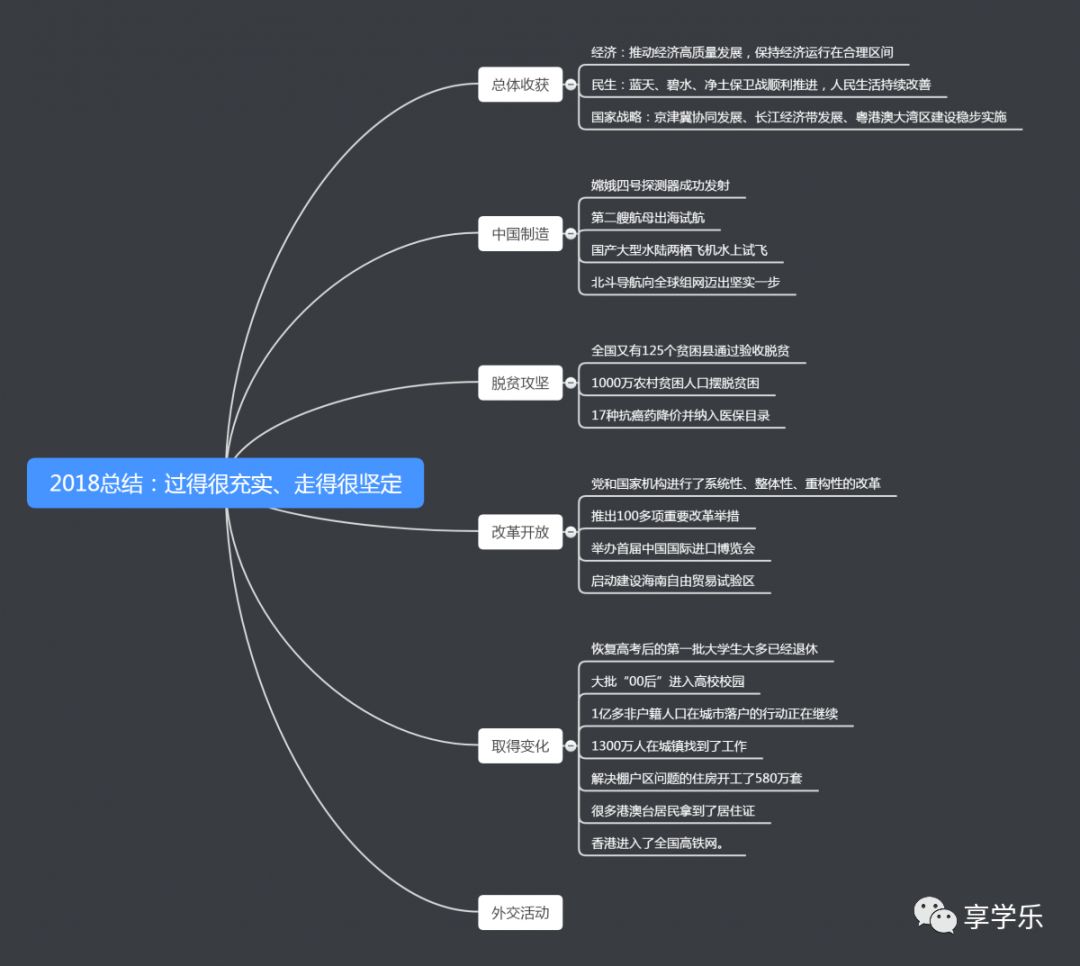 总体收获
经济：推动经济高质量发展，保持经济运行在合理区间
民生：蓝天、碧水、净土保卫战顺利推进，人民生活持续改善
国家战略：京津冀协同发展、长江经济带发展、粤港澳大湾区建设稳步实施
中国制造
嫦娥四号探测器成功发射
第二艘航母出海试航
国产大型水陆两栖飞机水上试飞
北斗导航向全球组网迈出坚实一步
脱贫攻坚
全国又有125个贫困县通过验收脱贫
1000万农村贫困人口摆脱贫困
17种抗癌药降价并纳入医保目录
2018总结：过得很充实、走得很坚定
改革开放
党和国家机构进行了系统性、整体性、重构性的改革
推出100多项重要改革举措
举办首届中国国际进口博览会
启动建设海南自由贸易试验区
取得变化
恢复高考后的第一批大学生大多已经退休
大批“00后”进入高校校园
1亿多非户籍人口在城市落户的行动正在继续
1300万人在城镇找到了工作
解决棚户区问题的住房开工了580万套
很多港澳台居民拿到了居住证
香港进入了全国高铁网。
外交活动
享学乐